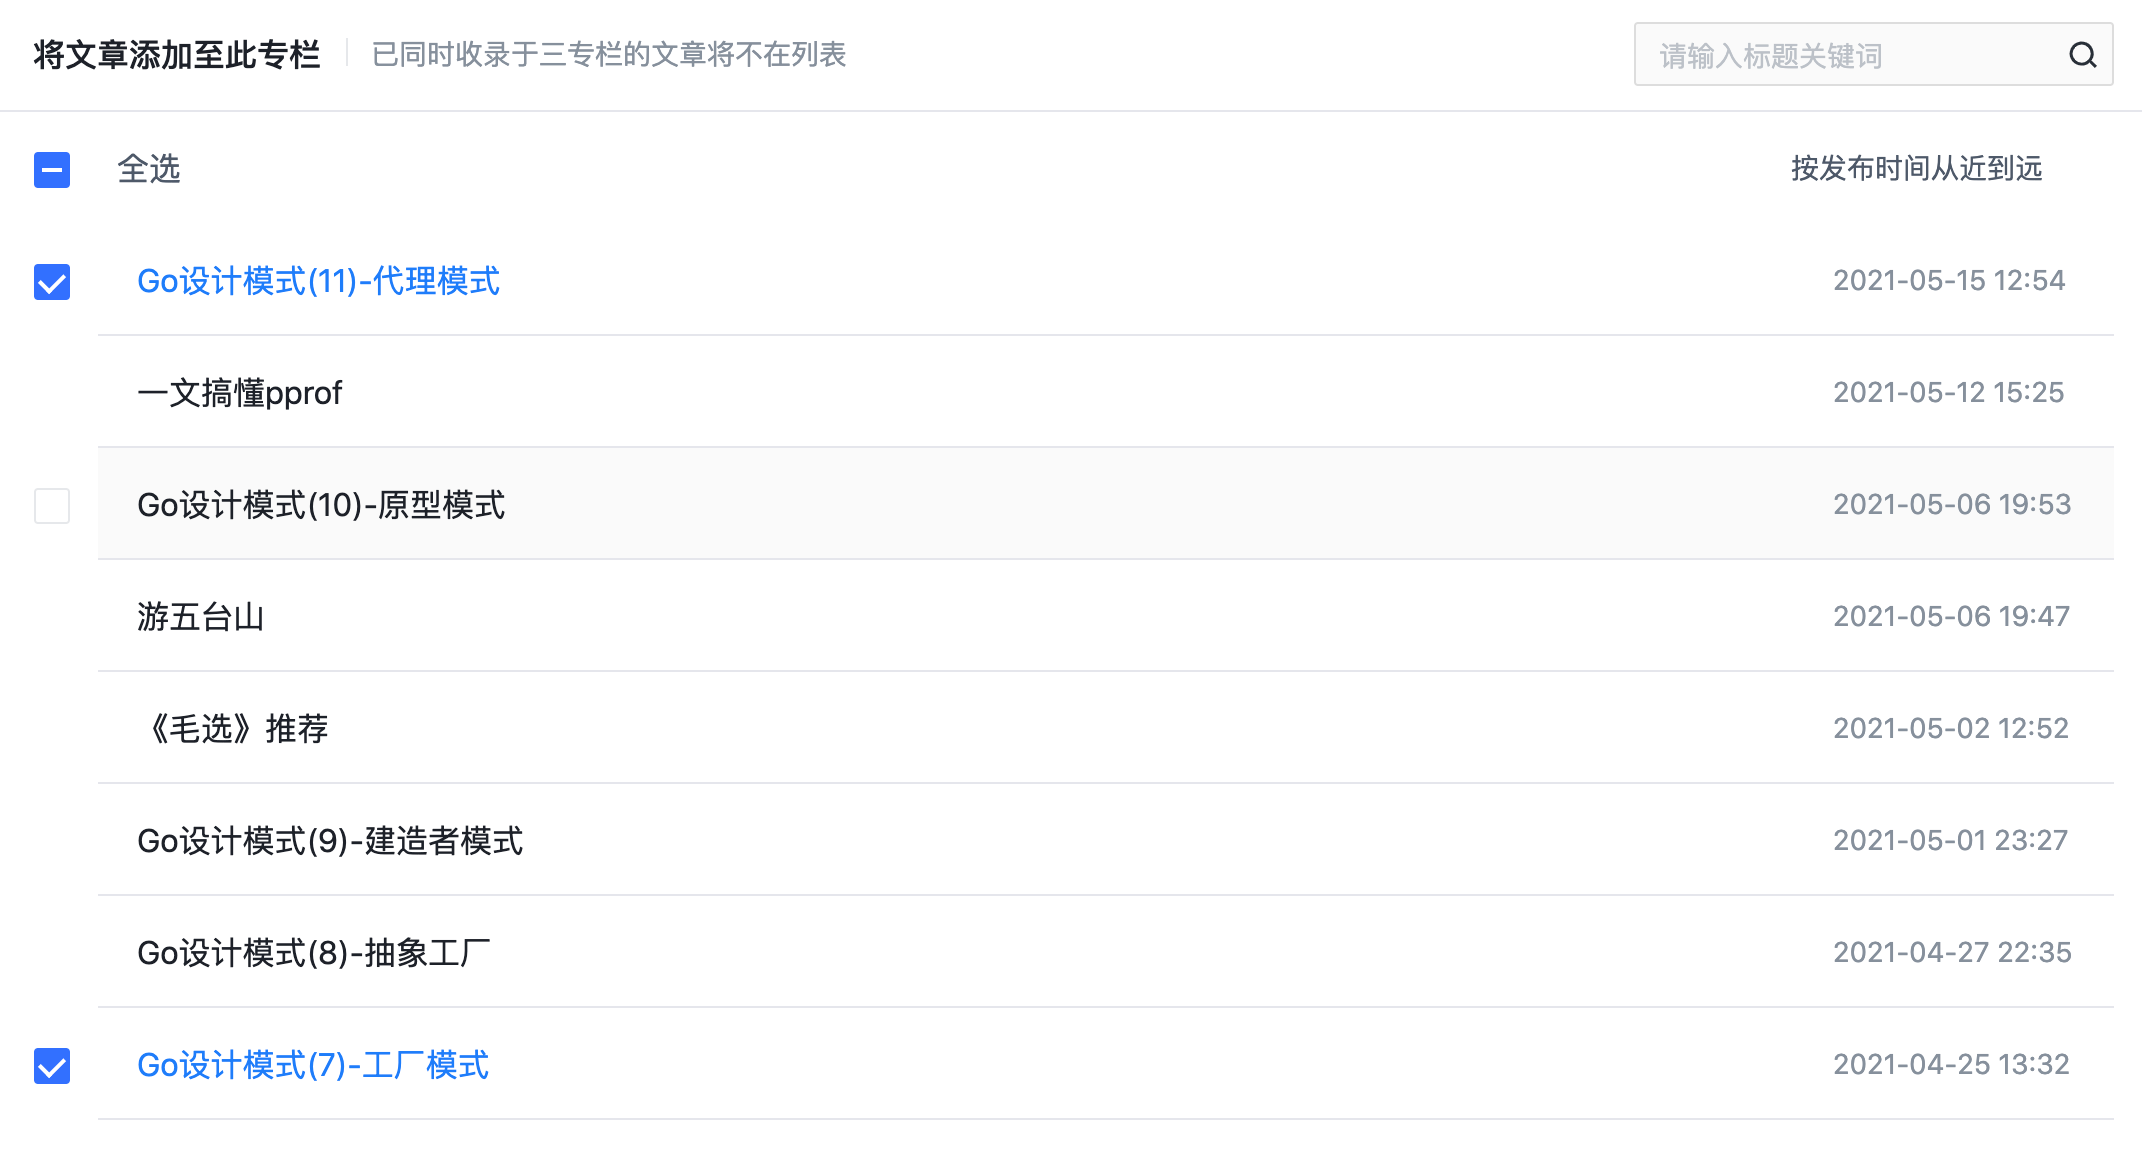 将文章添加至此专栏 已同时收录于三专栏的文章将不在列表 请输入标题关键词
全选 按发布时间从近到远
Go设计模式(11)-代理模式 2021-05-15 12:54
一文搞懂pprof 2021-05-12 15:25
Go设计模式(10)-原型模式 2021-05-06 19:53
游五台山 2021-05-06 19:47
《毛选》推荐 2021-05-02 12:52
Go设计模式(9)-建造者模式 2021-05-01 23:27
Go设计模式(8)-抽象工厂 2021-04-27 22:35
Go设计模式(7)-工厂模式 2021-04-25 13:32